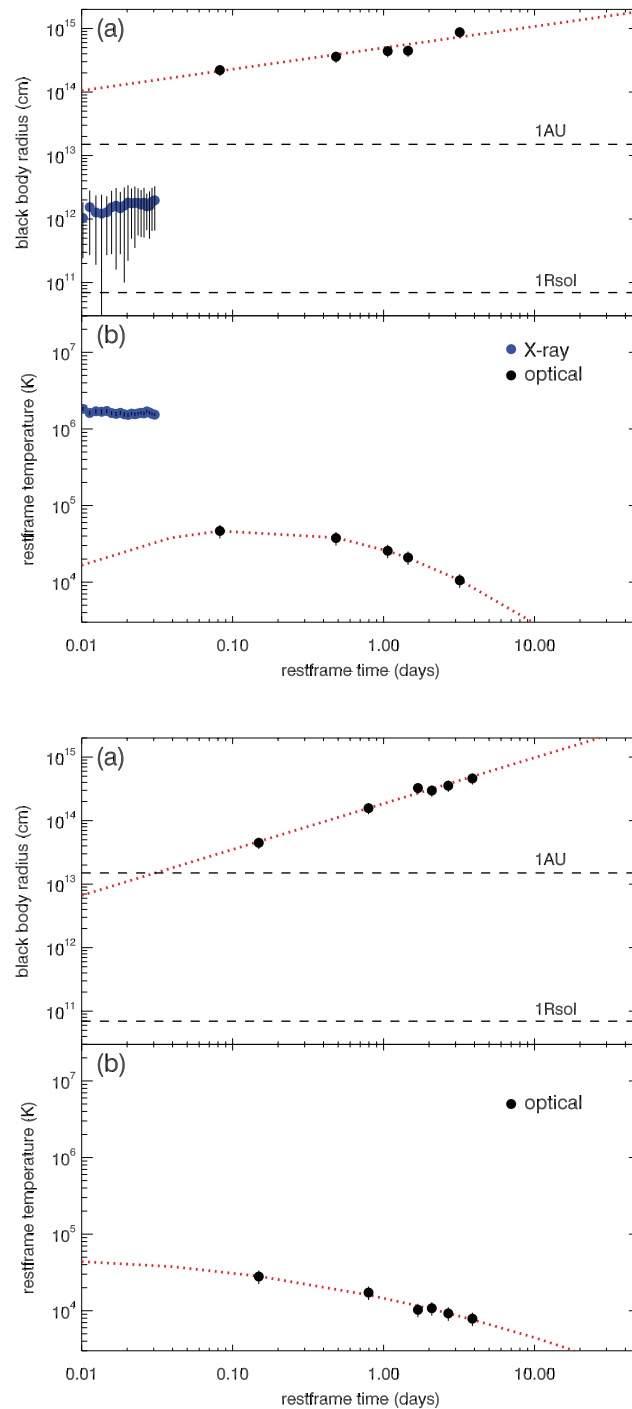 (a)
10^15
10^14
10^13
10^12
10^11
black body radius (cm)
1AU
1Rsol
(b)
X-ray
optical
10^7
10^6
10^5
10^4
restframe temperature (K)
0.01 0.10 1.00 10.00
restframe time (days)
(a)
10^15
10^14
10^13
10^12
10^11
black body radius (cm)
1AU
1Rsol
(b)
optical
10^7
10^6
10^5
10^4
restframe temperature (K)
0.01 0.10 1.00 10.00
restframe time (days)